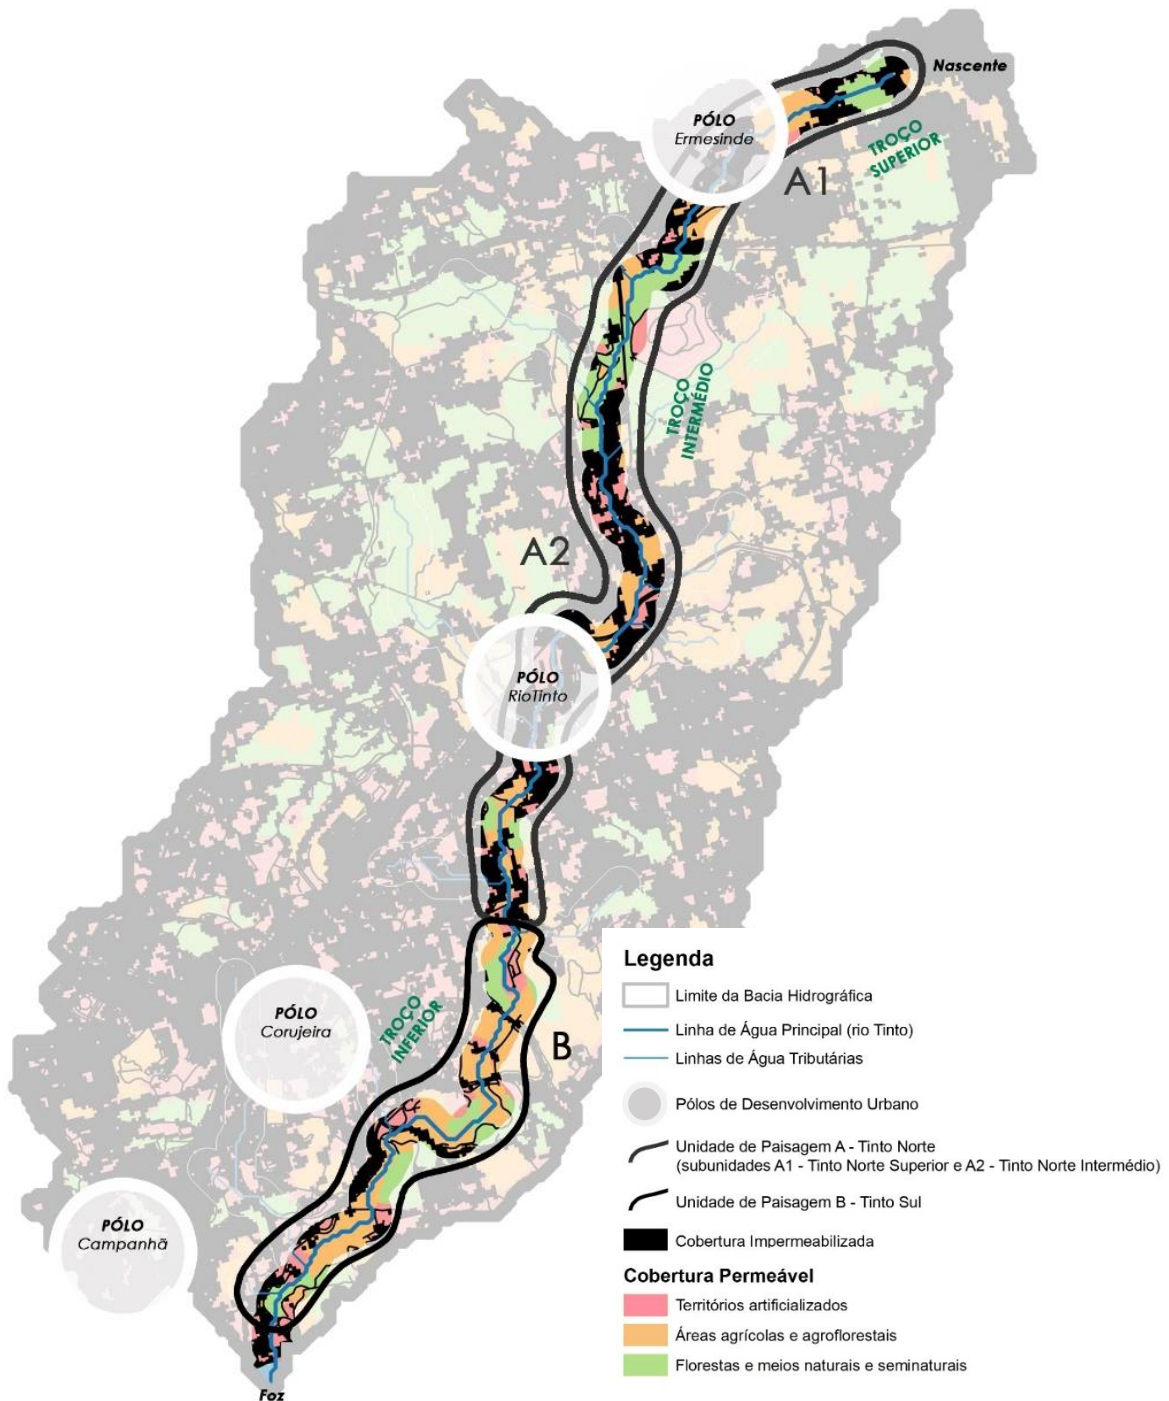 Nascente
PÓLO
Ermesinde
TROÇO
SUPERIOR
A1
TROÇO
INTERMÉDIO
A2
PÓLO
RioTinto
PÓLO
Corujeira
TROÇO
INFERIOR
B
PÓLO
Campanhã
Foz
Legenda
Limite da Bacia Hidrográfica
Linha de Água Principal (rio Tinto)
Linhas de Água Tributárias
Pólos de Desenvolvimento Urbano
Unidade de Paisagem A - Tinto Norte
(subunidades A1 - Tinto Norte Superior e A2 - Tinto Norte Intermédio)
Unidade de Paisagem B - Tinto Sul
Cobertura Impermeabilizada
Cobertura Permeável
Territórios artificializados
Áreas agrícolas e agroflorestais
Florestas e meios naturais e seminaturais